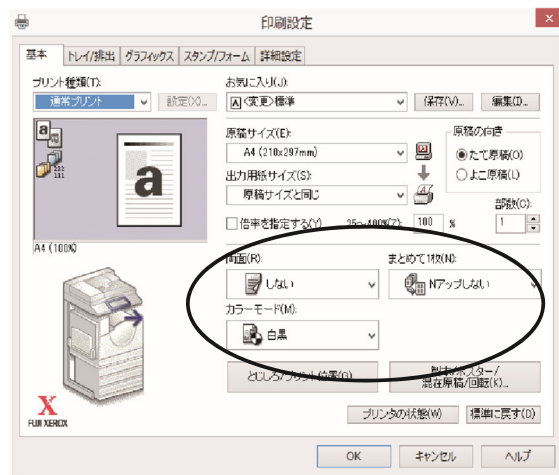 印刷設定
基本 トレイ/排出 グラフィックス スタンプ/フォーム 詳細設定
プリント種類(T):
通常プリント
設定(X)...
お気に入り(J):
A <変更>標準
保存(V)... 編集(I)...
原稿サイズ(E):
A4 (210x297mm)
原稿の向き
たて原稿(O)
よこ原稿(L)
出力用紙サイズ(S):
原稿サイズと同じ
倍率を指定する(Y) 25～400%(Z): 100 %
部数(C):
1
a
A4 (100%)
両面(R):
しない
まとめて1枚(N):
Nアップしない
カラーモード(M):
白黒
とじしろ/プリント位置(G)
製本/ポスター/
混在原稿/回転(K)...
プリンタの状態(W) 標準に戻す(D)
FUJI XEROX
OK キャンセル ヘルプ